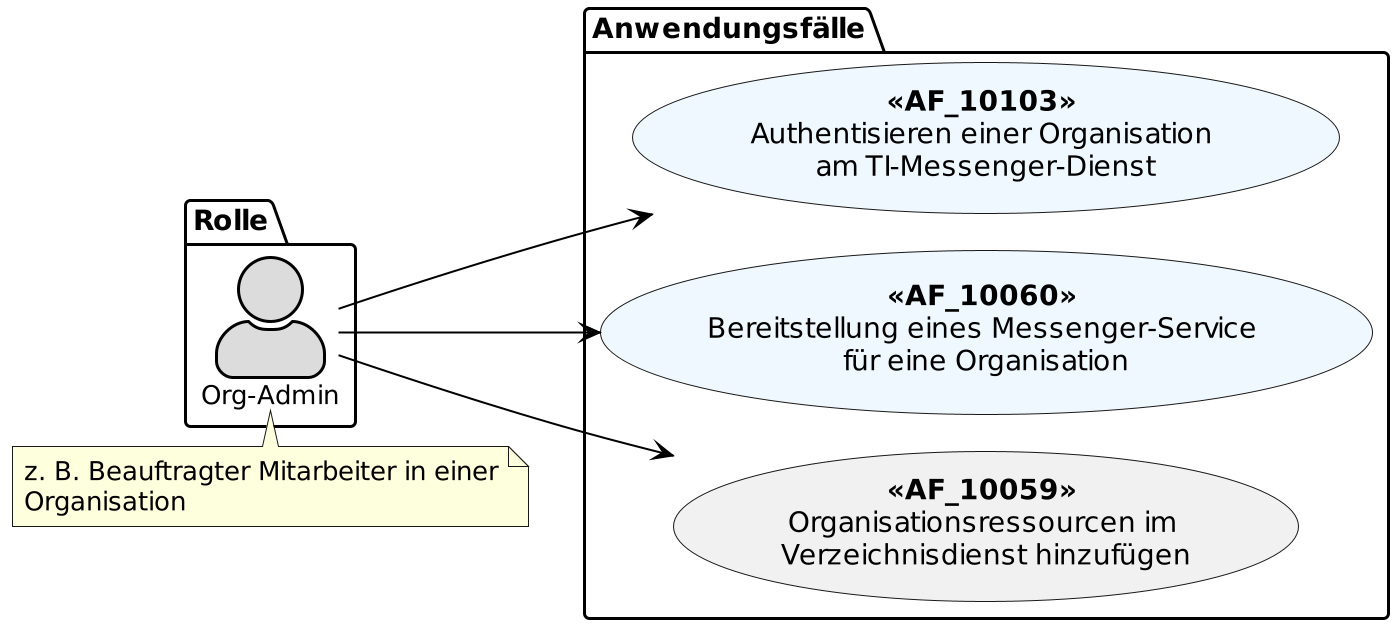 Anwendungsfälle
«AF_10103»
Authentisieren einer Organisation
am TI-Messenger-Dienst
Rolle
Org-Admin
«AF_10060»
Bereitstellung eines Messenger-Service
für eine Organisation
z. B. Beauftragter Mitarbeiter in einer
Organisation
«AF_10059»
Organisationsressourcen im
Verzeichnisdienst hinzufügen